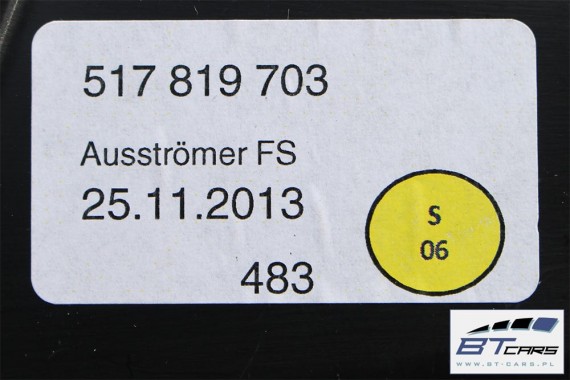 517 819 703
Ausströmer FS
25.11.2013
S
06
483
BTCARS
WWW.BT-CARS.PL